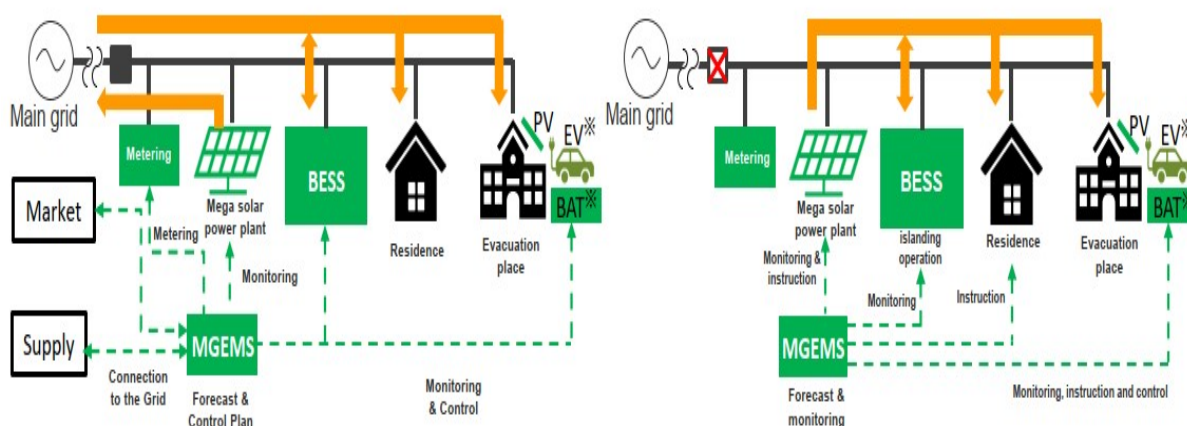 Main grid
Metering
Mega solar
power plant
BESS
Residence
Evacuation
place
PV
EV※
BAT※
Market
Metering
Monitoring
Supply
MGEMS
Connection
to the Grid
Forecast &
Control Plan
Monitoring
& Control
Main grid
Metering
Mega solar
power plant
BESS
islanding
operation
Residence
Evacuation
place
PV
EV※
BAT※
Monitoring &
instruction
Monitoring
Instruction
MGEMS
Forecast &
monitoring
Monitoring, instruction and control